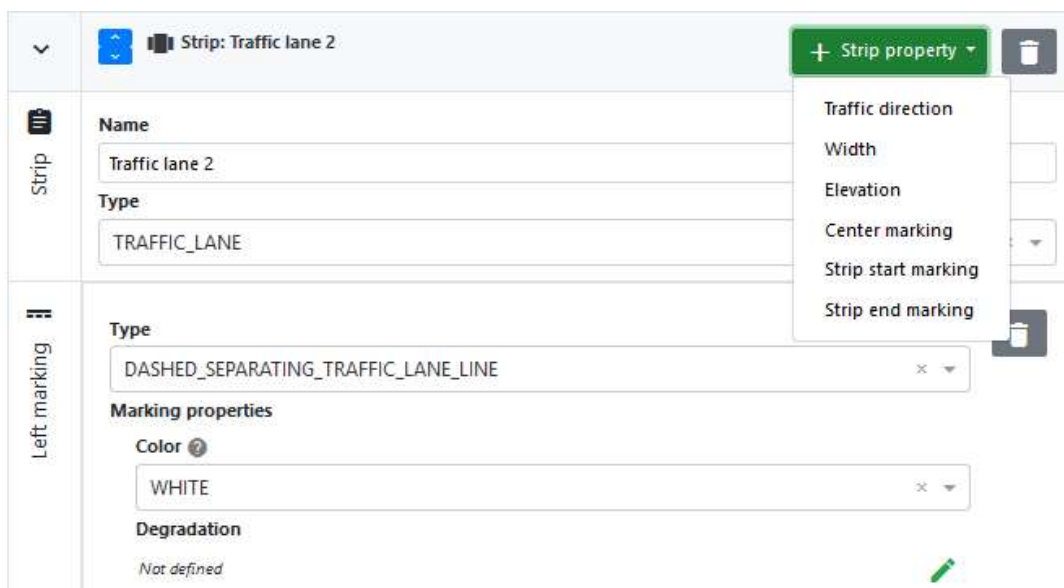 Strip: Traffic lane 2
+ Strip property
Traffic direction
Width
Elevation
Center marking
Strip start marking
Strip end marking
Strip
Name
Traffic lane 2
Type
TRAFFIC_LANE
Left marking
Type
DASHED_SEPARATING_TRAFFIC_LANE_LINE
Marking properties
Color
WHITE
Degradation
Not defined